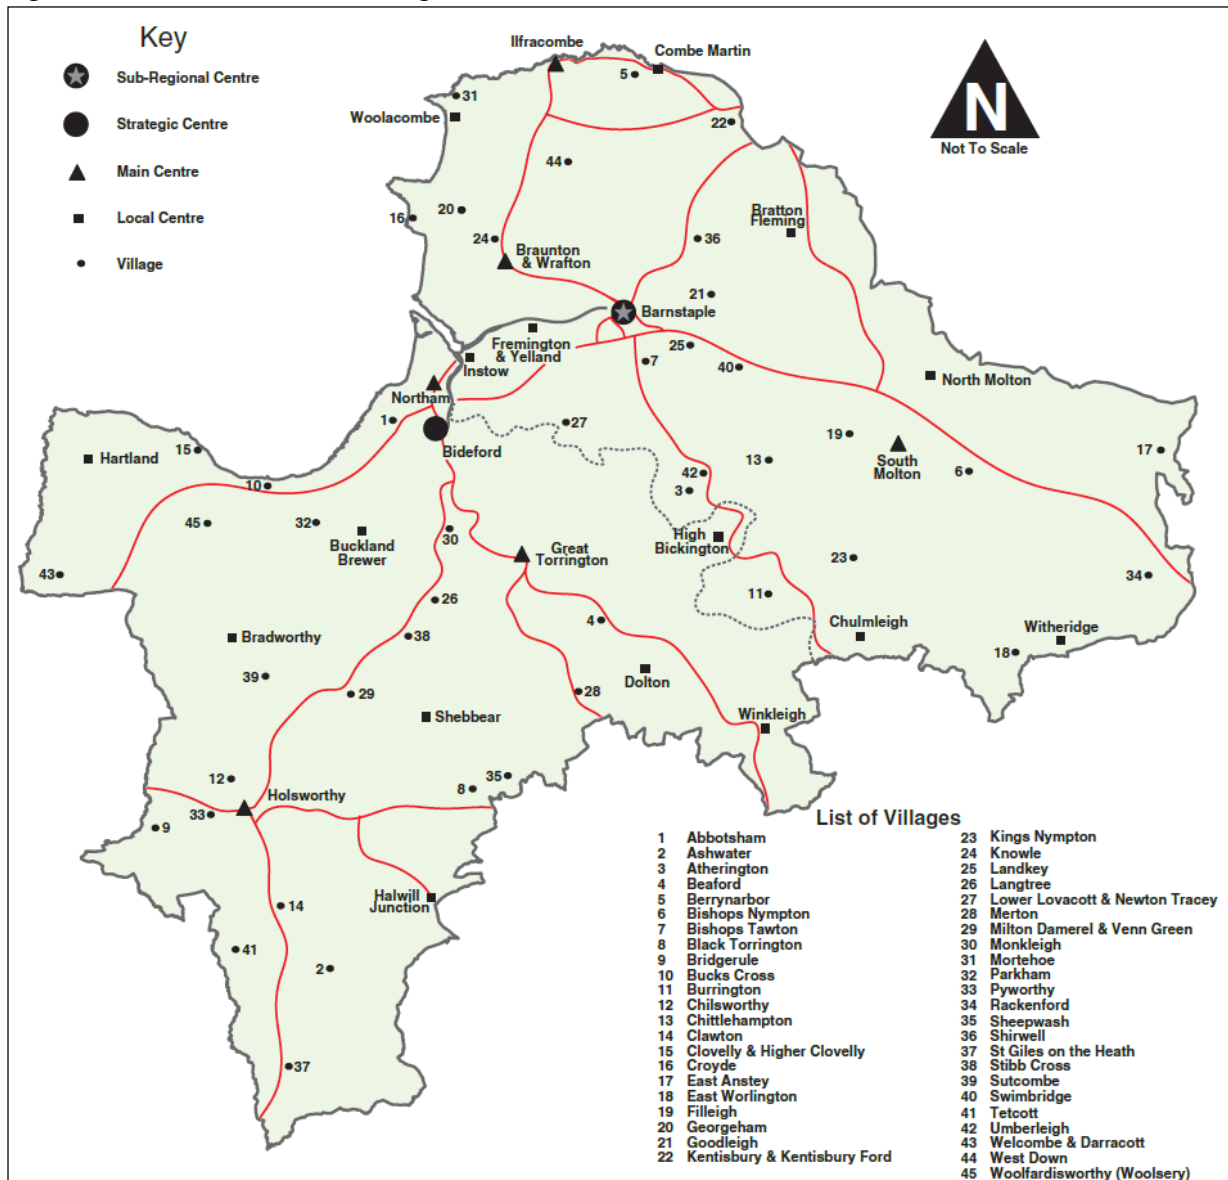 Key
Sub-Regional Centre
Strategic Centre
Main Centre
Local Centre
Village
N
Not To Scale
Ilfracombe
Combe Martin
5
31
Woolacombe
22
44
16
20
24
36
Bratton
Fleming
Braunton
& Wrafton
21
Barnstaple
Fremington
& Yelland
Instow
25
7
40
North Molton
Northam
1
27
19
Bideford
South
Molton
17
15
Hartland
13
42
6
10
3
45
32
Buckland
Brewer
30
High
Bickington
Great
Torrington
23
43
34
26
11
4
Chulmleigh
Witheridge
38
Bradworthy
18
39
Dolton
29
28
Shebbear
Winkleigh
12
35
8
Holsworthy
33
9
Halwill
Junction
14
41
2
37
List of Villages
1 Abbotsham
2 Ashwater
3 Atherington
4 Beaford
5 Berrynarbor
6 Bishops Nympton
7 Bishops Tawton
8 Black Torrington
9 Bridgerule
10 Bucks Cross
11 Burrington
12 Chilsworthy
13 Chittlehampton
14 Clawton
15 Clovelly & Higher Clovelly
16 Croyde
17 East Anstey
18 East Worlington
19 Filleigh
20 Georgeham
21 Goodleigh
22 Kentisbury & Kentisbury Ford
23 Kings Nympton
24 Knowle
25 Landkey
26 Langtree
27 Lower Lovacott & Newton Tracey
28 Merton
29 Milton Damerel & Venn Green
30 Monkleigh
31 Mortehoe
32 Parkham
33 Pyworthy
34 Rackenford
35 Sheepwash
36 Shirwell
37 St Giles on the Heath
38 Stibb Cross
39 Sutcombe
40 Swimbridge
41 Tetcott
42 Umberleigh
43 Welcombe & Darracott
44 West Down
45 Woolfardisworthy (Woolsery)